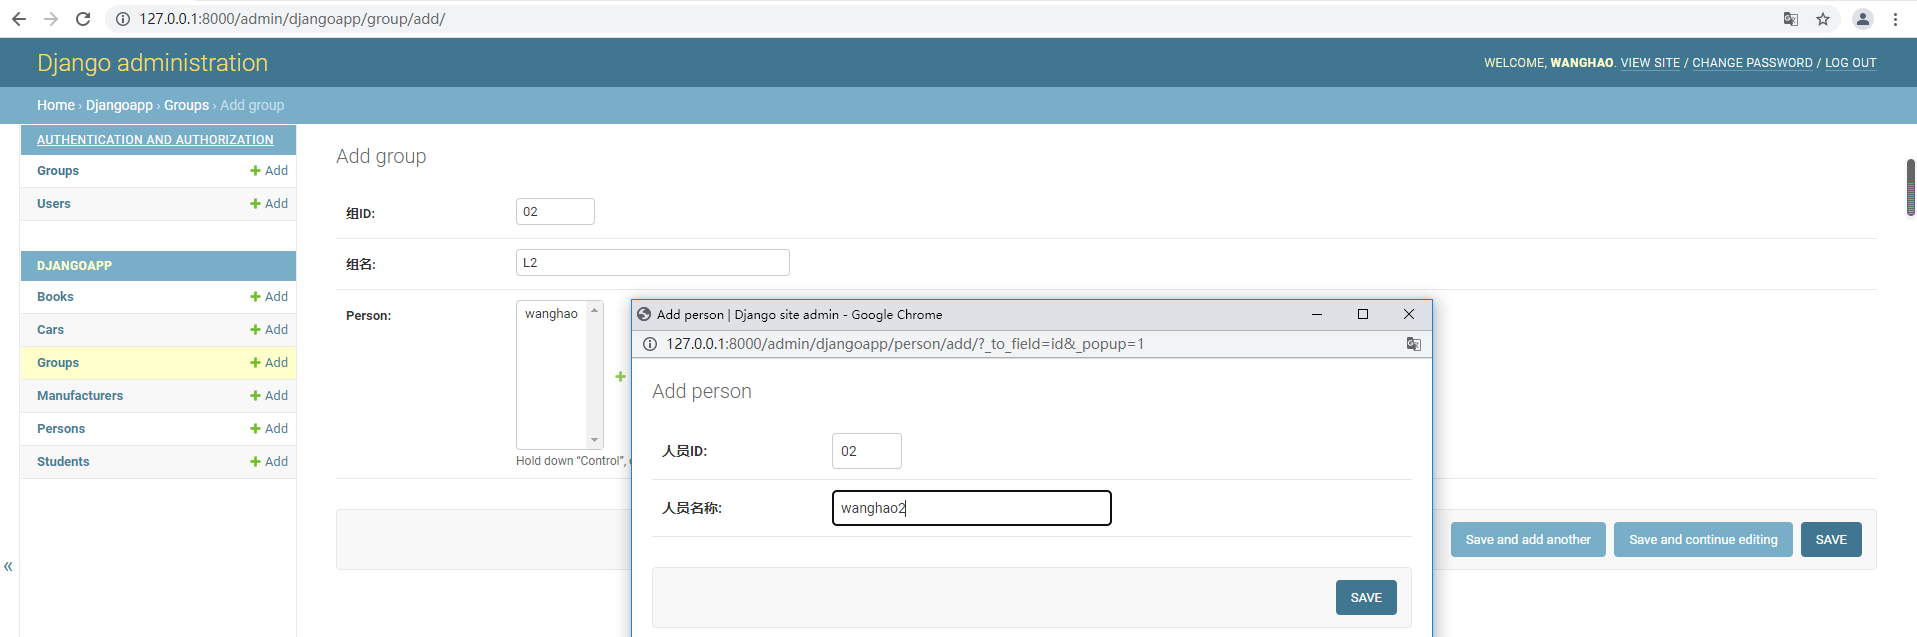 127.0.0.1:8000/admin/djangoapp/group/add/
Django administration
WELCOME, WANGHAO. VIEW SITE / CHANGE PASSWORD / LOG OUT
Home › Djangoapp › Groups › Add group
AUTHENTICATION AND AUTHORIZATION
Groups + Add
Users + Add
DJANGOAPP
Books + Add
Cars + Add
Groups + Add
Manufacturers + Add
Persons + Add
Students + Add
«
Add group
组ID: 02
组名: L2
Person: wanghao
Hold down “Control”,
Save and add another Save and continue editing SAVE
Add person | Django site admin - Google Chrome
127.0.0.1:8000/admin/djangoapp/person/add/?_to_field=id&_popup=1
Add person
人员ID: 02
人员名称: wanghao2
SAVE